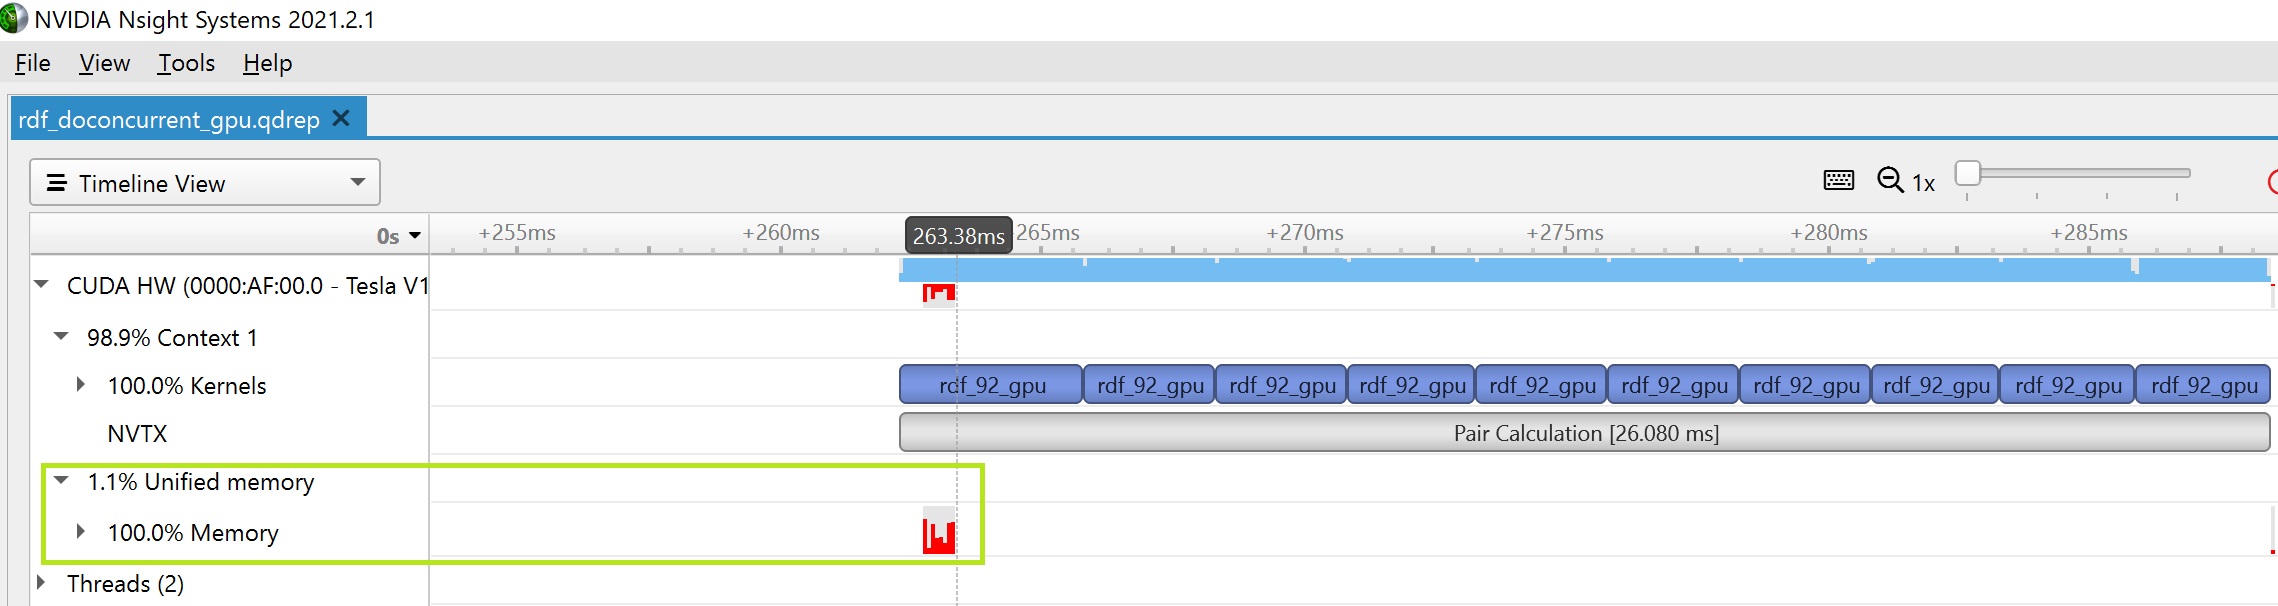 NVIDIA Nsight Systems 2021.2.1
File View Tools Help
rdf_doconcurrent_gpu.qdrep
Timeline View
1x
0s +255ms +260ms 263.38ms 265ms +270ms +275ms +280ms +285ms
CUDA HW (0000:AF:00.0 - Tesla V1
98.9% Context 1
100.0% Kernels rdf_92_gpu rdf_92_gpu rdf_92_gpu rdf_92_gpu rdf_92_gpu rdf_92_gpu rdf_92_gpu rdf_92_gpu rdf_92_gpu rdf_92_gpu
NVTX Pair Calculation [26.080 ms]
1.1% Unified memory
100.0% Memory
Threads (2)